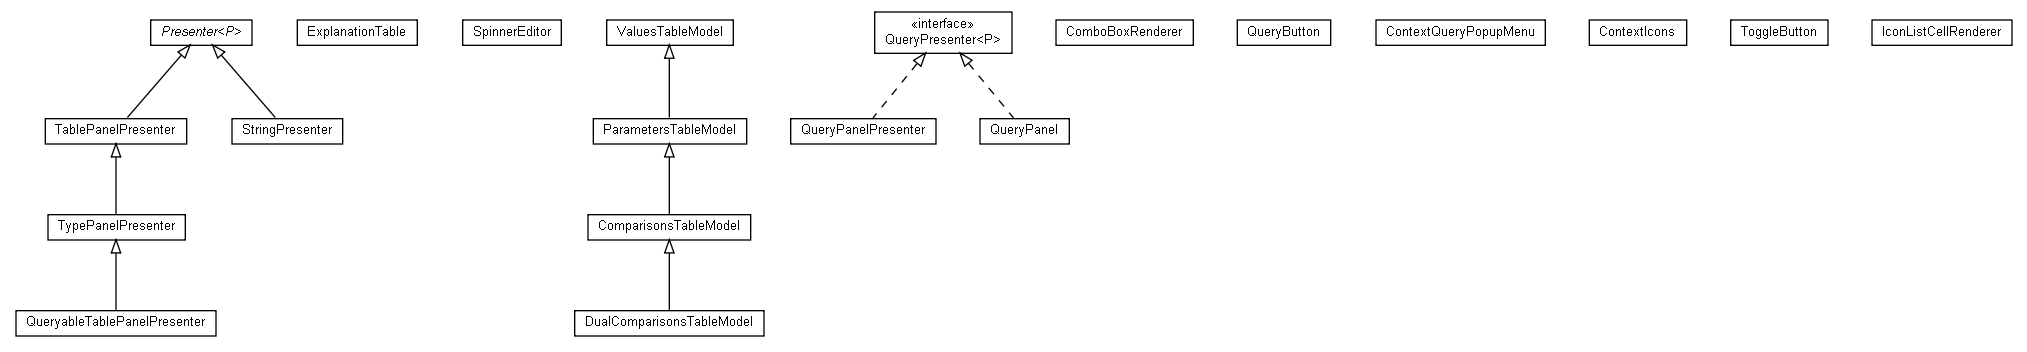 Presenter<P>
ExplanationTable
SpinnerEditor
ValuesTableModel
«interface»
QueryPresenter<P>
ComboBoxRenderer
QueryButton
ContextQueryPopupMenu
ContextIcons
ToggleButton
IconListCellRenderer
TablePanelPresenter
StringPresenter
ParametersTableModel
QueryPanelPresenter
QueryPanel
TypePanelPresenter
ComparisonsTableModel
QueryableTablePanelPresenter
DualComparisonsTableModel